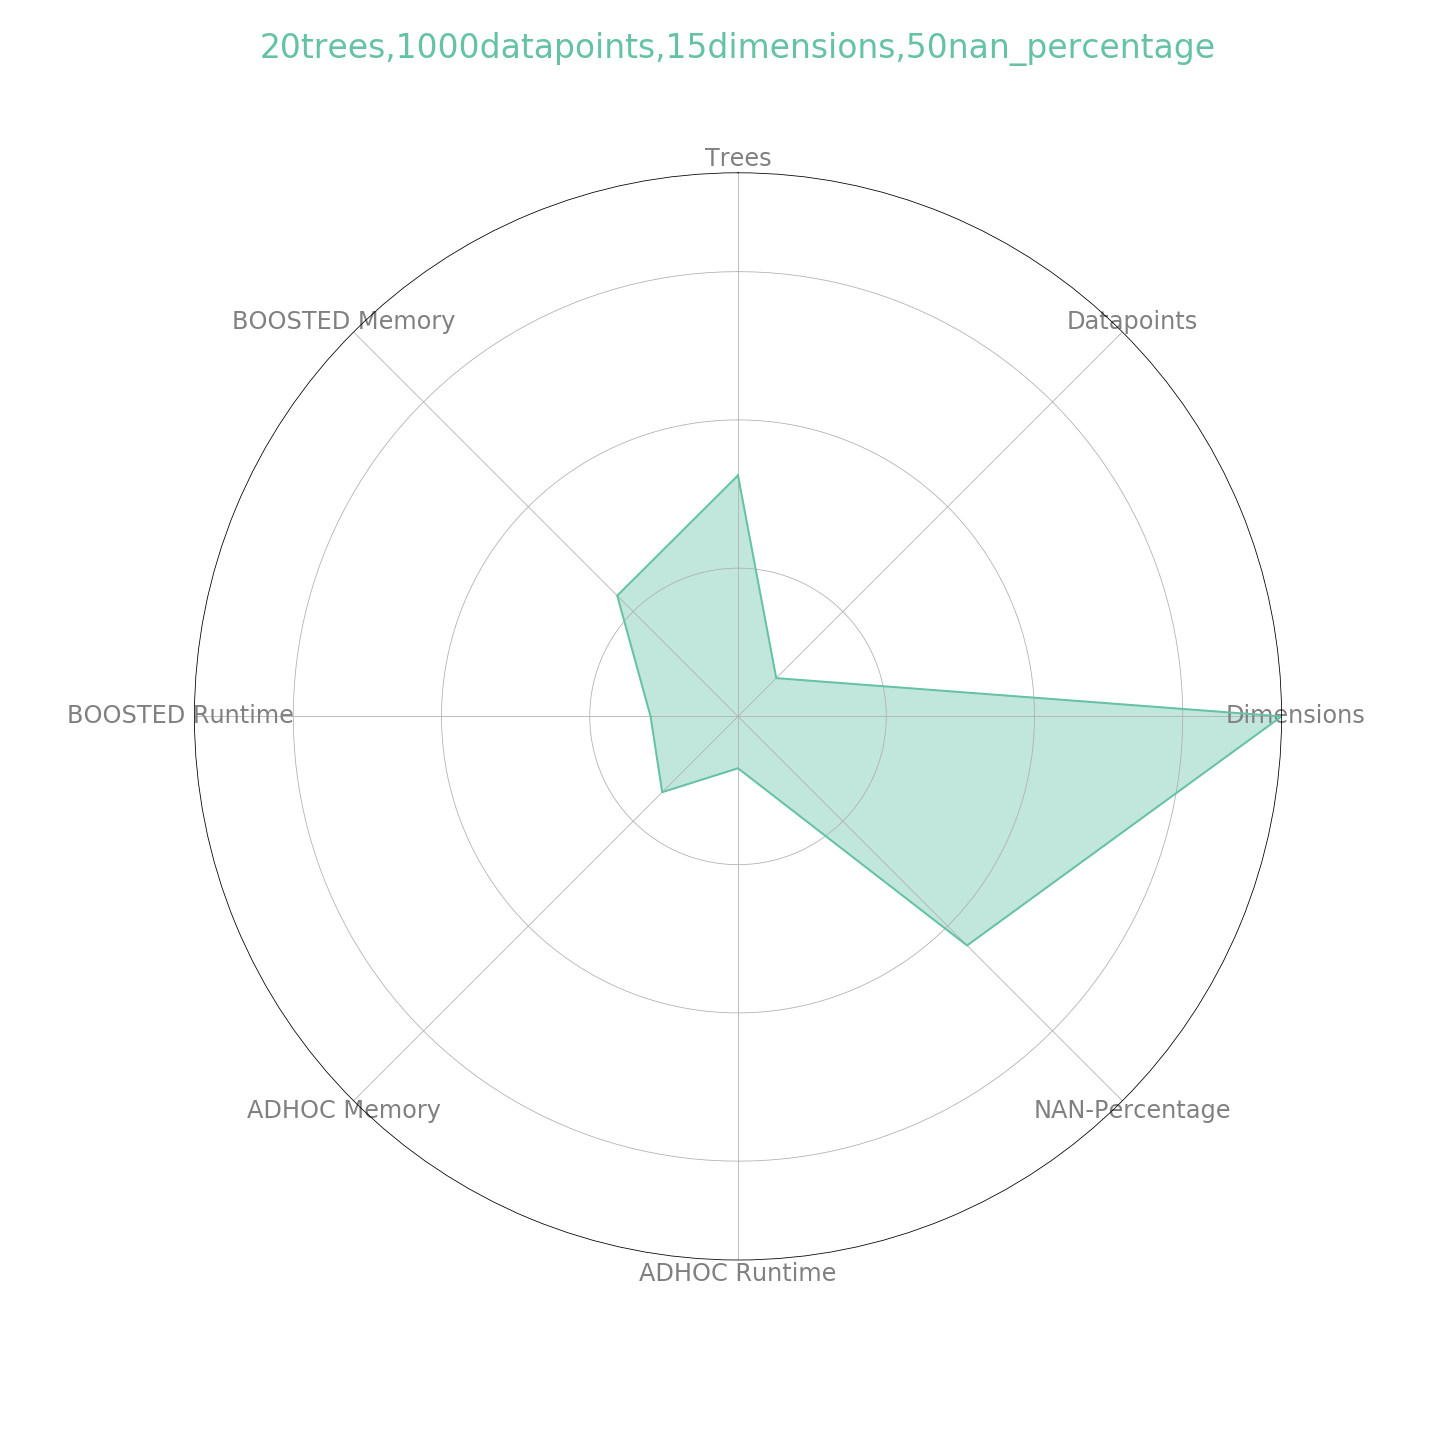 20trees,1000datapoints,15dimensions,50nan_percentage
Trees
BOOSTED Memory
Datapoints
BOOSTED Runtime
Dimensions
ADHOC Memory
NAN-Percentage
ADHOC Runtime